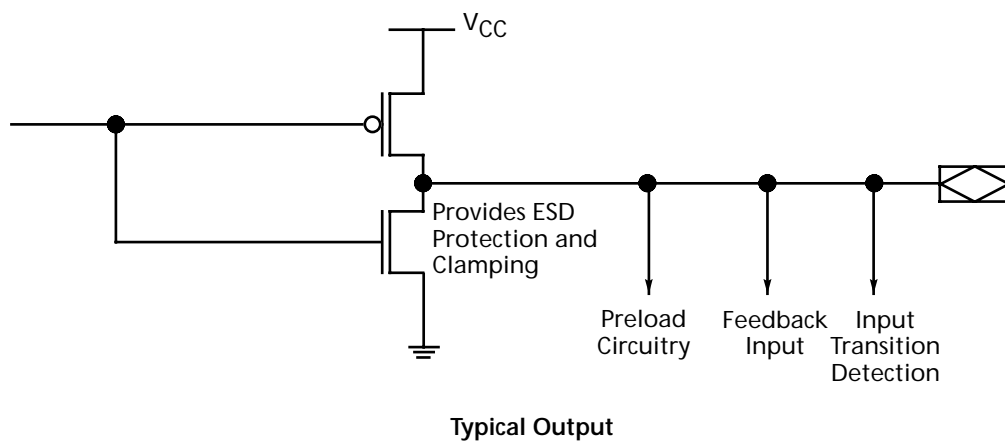 VCC
Provides ESD
Protection and
Clamping
Preload
Circuitry
Feedback
Input
Input
Transition
Detection
Typical Output